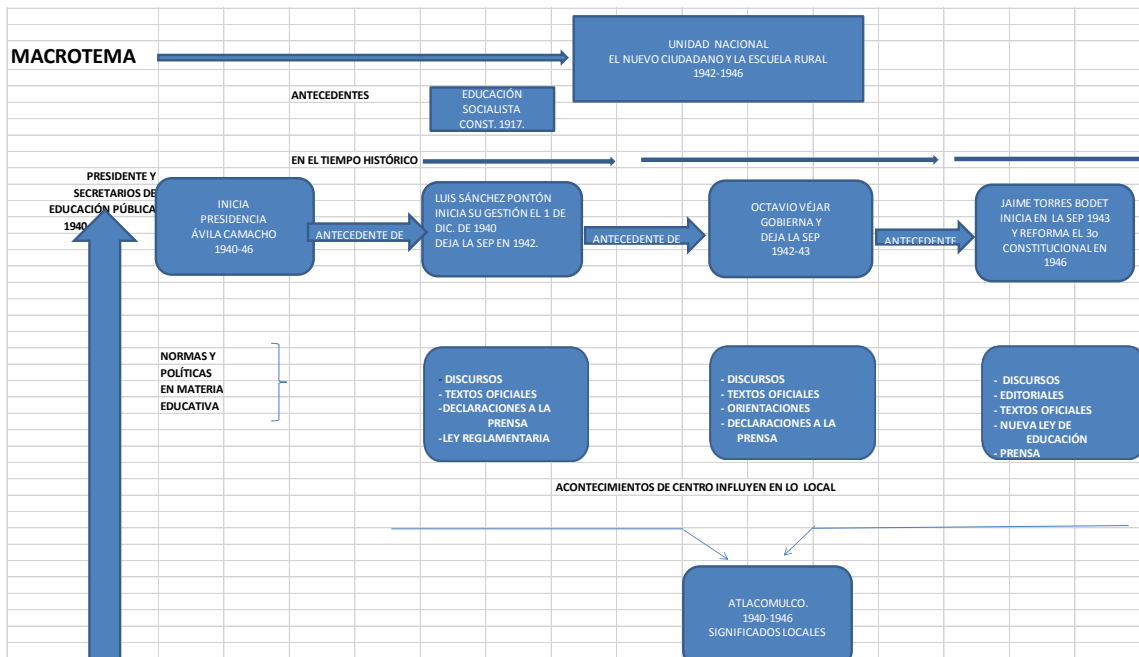 MACROTEMA
UNIDAD NACIONAL
EL NUEVO CIUDADANO Y LA ESCUELA RURAL
1942-1946
ANTECEDENTES
EDUCACIÓN
SOCIALISTA
CONST. 1917.
EN EL TIEMPO HISTÓRICO
PRESIDENTE Y
SECRETARIOS DE
EDUCACIÓN PÚBLICA
1940
INICIA
PRESIDENCIA
ÁVILA CAMACHO
1940-46
ANTECEDENTE DE
LUIS SÁNCHEZ PONTÓN
INICIA SU GESTIÓN EL 1 DE
DIC. DE 1940
DEJA LA SEP EN 1942.
ANTECEDENTE DE
OCTAVIO VÉJAR
GOBIERNA Y
DEJA LA SEP
1942-43
ANTECEDENTE
JAIME TORRES BODET
INICIA EN LA SEP 1943
Y REFORMA EL 3o
CONSTITUCIONAL EN
1946
NORMAS Y
POLÍTICAS
EN MATERIA
EDUCATIVA
- DISCURSOS
- TEXTOS OFICIALES
-DECLARACIONES A LA
PRENSA
-LEY REGLAMENTARIA
- DISCURSOS
- TEXTOS OFICIALES
- ORIENTACIONES
- DECLARACIONES A LA
PRENSA
- DISCURSOS
- EDITORIALES
- TEXTOS OFICIALES
- NUEVA LEY DE
EDUCACIÓN
- PRENSA
ACONTECIMIENTOS DE CENTRO INFLUYEN EN LO LOCAL
ATLACOMULCO.
1940-1946
SIGNIFICADOS LOCALES